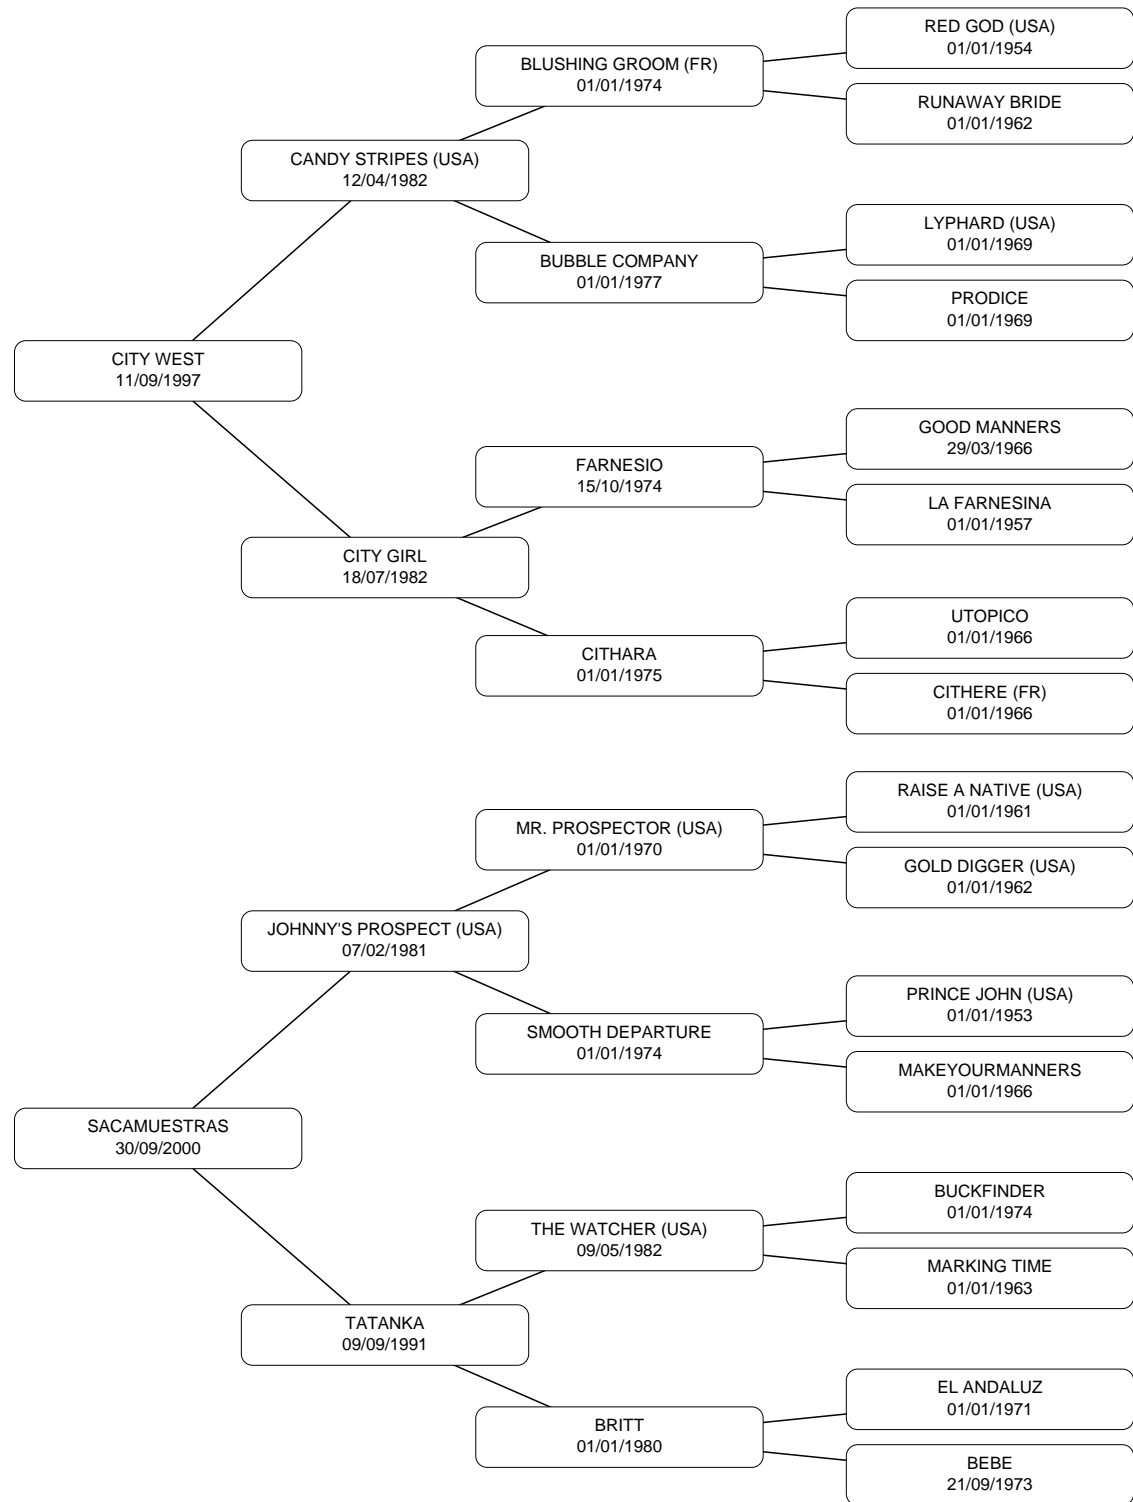 RED GOD (USA)
01/01/1954
BLUSHING GROOM (FR)
01/01/1974
RUNAWAY BRIDE
01/01/1962
CANDY STRIPES (USA)
12/04/1982
LYPHARD (USA)
01/01/1969
BUBBLE COMPANY
01/01/1977
PRODICE
01/01/1969
CITY WEST
11/09/1997
GOOD MANNERS
29/03/1966
FARNESIO
15/10/1974
LA FARNESINA
01/01/1957
CITY GIRL
18/07/1982
UTOPICO
01/01/1966
CITHARA
01/01/1975
CITHERE (FR)
01/01/1966
RAISE A NATIVE (USA)
01/01/1961
MR. PROSPECTOR (USA)
01/01/1970
GOLD DIGGER (USA)
01/01/1962
JOHNNY'S PROSPECT (USA)
07/02/1981
PRINCE JOHN (USA)
01/01/1953
SMOOTH DEPARTURE
01/01/1974
MAKEYOURMANNERS
01/01/1966
SACAMUESTRAS
30/09/2000
BUCKFINDER
01/01/1974
THE WATCHER (USA)
09/05/1982
MARKING TIME
01/01/1963
TATANKA
09/09/1991
EL ANDALUZ
01/01/1971
BRITT
01/01/1980
BEBE
21/09/1973